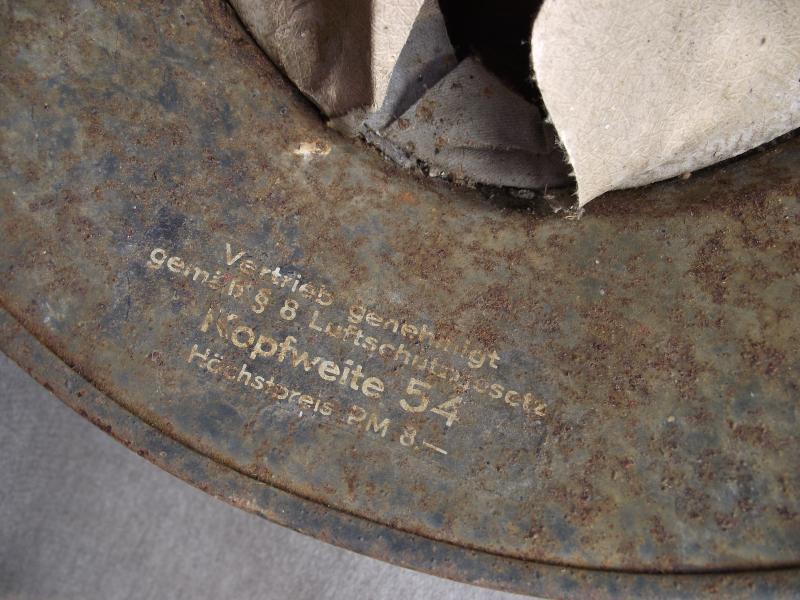 Vertrieb genehmigt
gemäß § 8 Luftschutzgesetz
Kopfweite 54
Höchstpreis RM 8.—